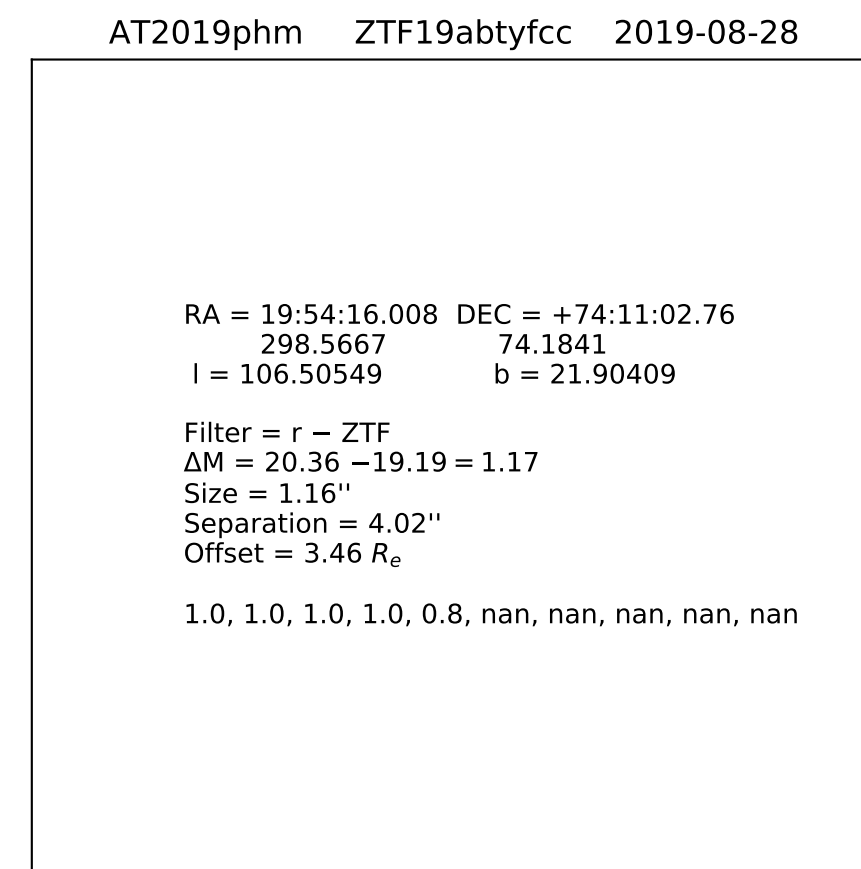 AT2019phm ZTF19abtyfcc 2019-08-28
RA = 19:54:16.008 DEC = +74:11:02.76
298.5667 74.1841
l = 106.50549 b = 21.90409
Filter = r − ZTF
ΔM = 20.36 −19.19 = 1.17
Size = 1.16''
Separation = 4.02''
Offset = 3.46 Rₑ
1.0, 1.0, 1.0, 1.0, 0.8, nan, nan, nan, nan, nan